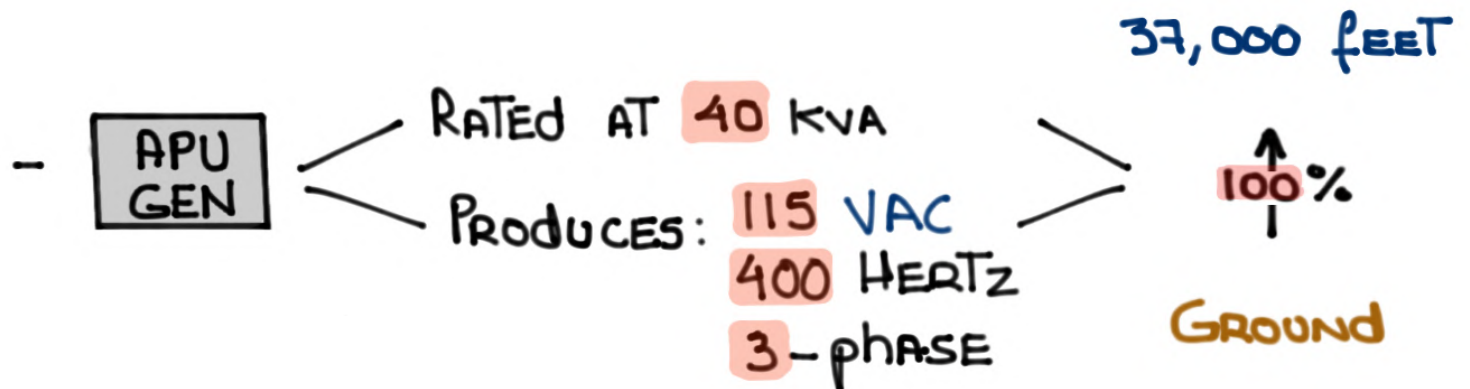 37,000 FEET
- APU
GEN
RATED AT 40 KVA
PRODUCES: 115 VAC
400 HERTZ
3-PHASE
100%
GROUND